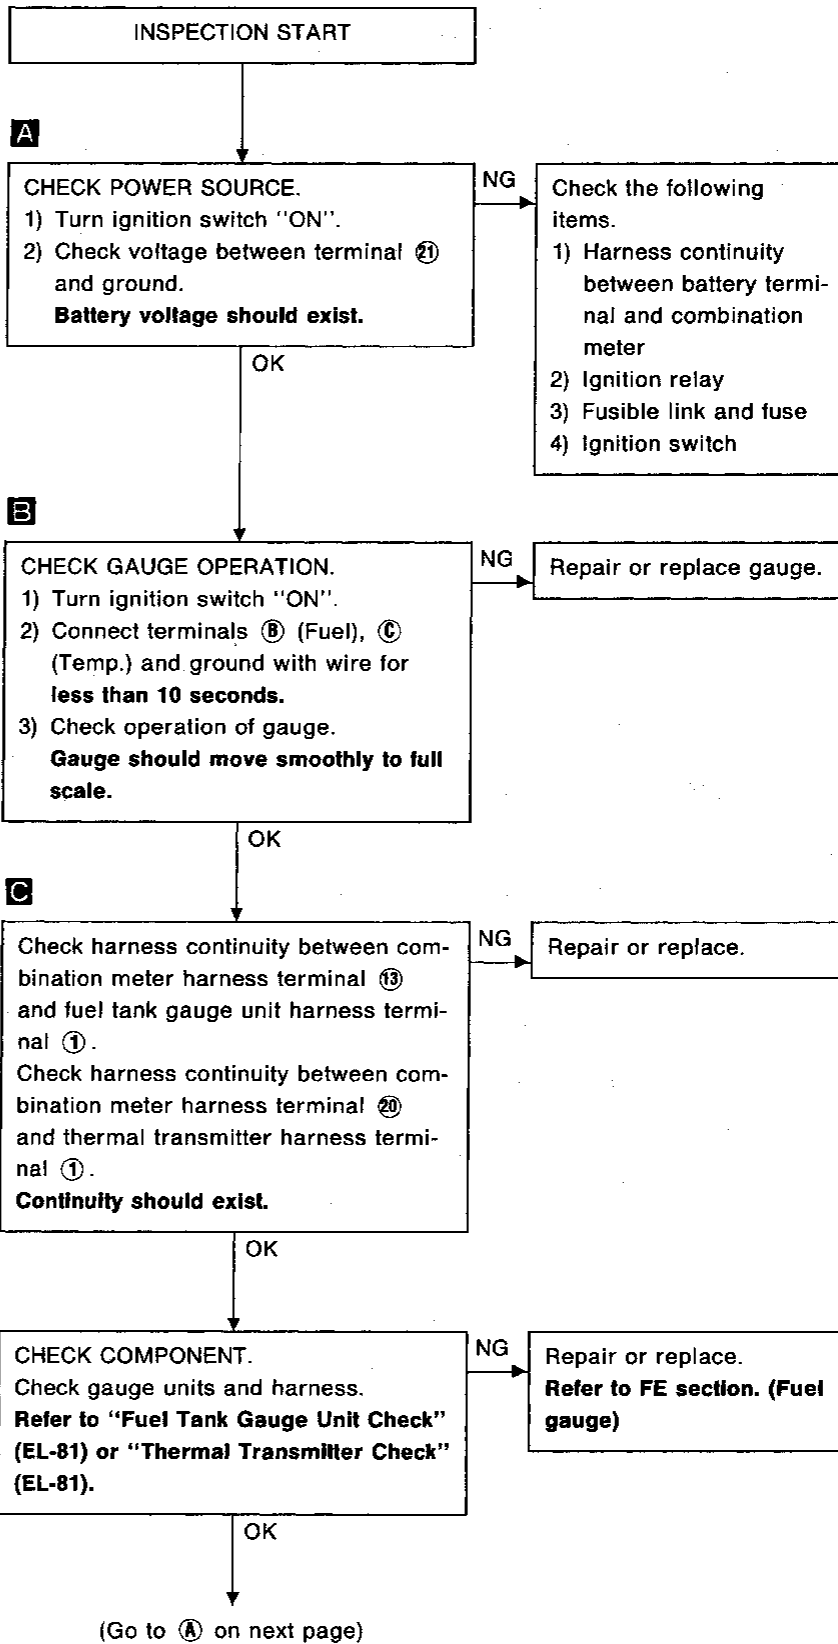 INSPECTION START
A
CHECK POWER SOURCE.
1) Turn ignition switch "ON".
2) Check voltage between terminal ㉑
and ground.
Battery voltage should exist.
NG
Check the following
items.
1) Harness continuity
between battery termi-
nal and combination
meter
2) Ignition relay
3) Fusible link and fuse
4) Ignition switch
OK
B
CHECK GAUGE OPERATION.
1) Turn ignition switch "ON".
2) Connect terminals Ⓑ (Fuel), Ⓒ
(Temp.) and ground with wire for
less than 10 seconds.
3) Check operation of gauge.
Gauge should move smoothly to full
scale.
NG
Repair or replace gauge.
OK
C
Check harness continuity between com-
bination meter harness terminal ⑬
and fuel tank gauge unit harness termi-
nal ①.
Check harness continuity between com-
bination meter harness terminal ⑳
and thermal transmitter harness termi-
nal ①.
Continuity should exist.
NG
Repair or replace.
OK
CHECK COMPONENT.
Check gauge units and harness.
Refer to "Fuel Tank Gauge Unit Check"
(EL-81) or "Thermal Transmitter Check"
(EL-81).
NG
Repair or replace.
Refer to FE section. (Fuel
gauge)
OK
(Go to Ⓐ on next page)